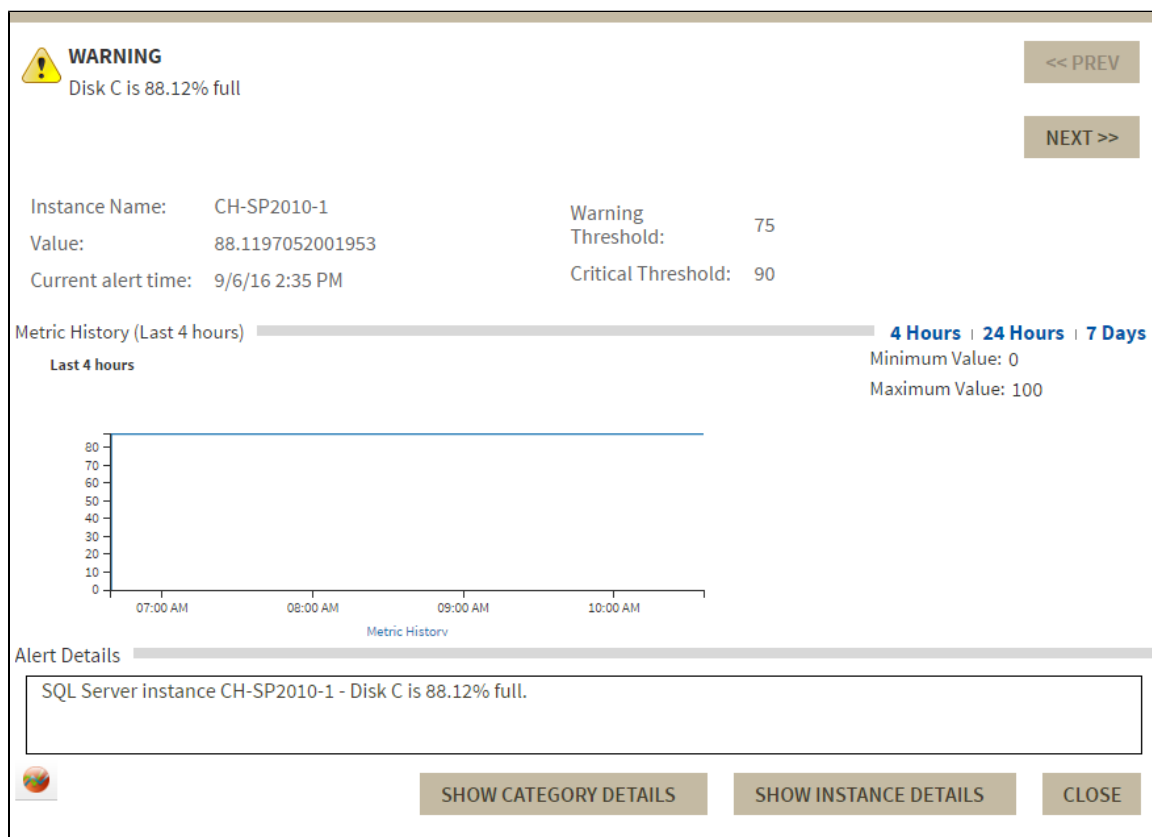 WARNING
Disk C is 88.12% full
<< PREV
NEXT >>
Instance Name: CH-SP2010-1
Value: 88.1197052001953
Current alert time: 9/6/16 2:35 PM
Warning
Threshold: 75
Critical Threshold: 90
Metric History (Last 4 hours)
4 Hours | 24 Hours | 7 Days
Last 4 hours
Minimum Value: 0
Maximum Value: 100
80
70
60
50
40
30
20
10
0
07:00 AM 08:00 AM 09:00 AM 10:00 AM
Metric History
Alert Details
SQL Server instance CH-SP2010-1 - Disk C is 88.12% full.
SHOW CATEGORY DETAILS SHOW INSTANCE DETAILS CLOSE